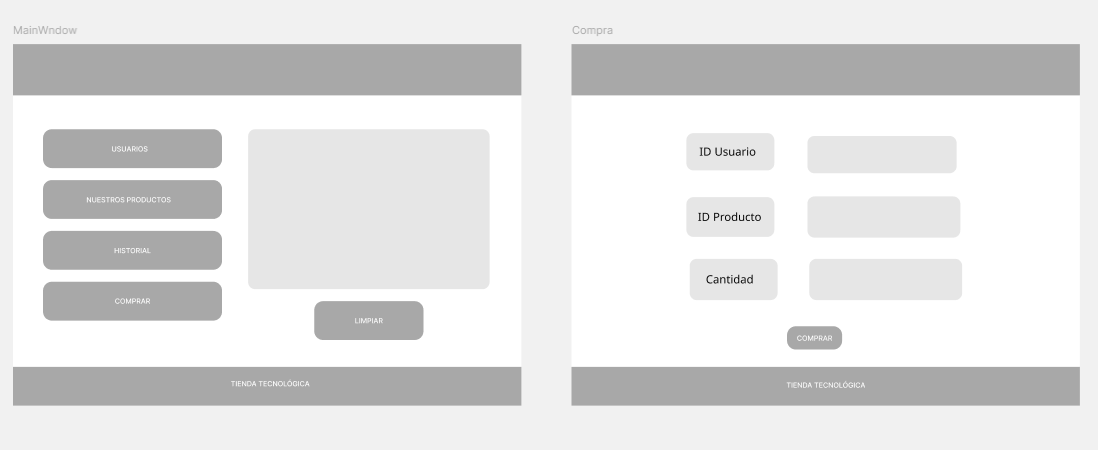 MainWndow
USUARIOS
NUESTROS PRODUCTOS
HISTORIAL
COMPRAR
LIMPIAR
TIENDA TECNOLÓGICA
Compra
ID Usuario
ID Producto
Cantidad
COMPRAR
TIENDA TECNOLÓGICA